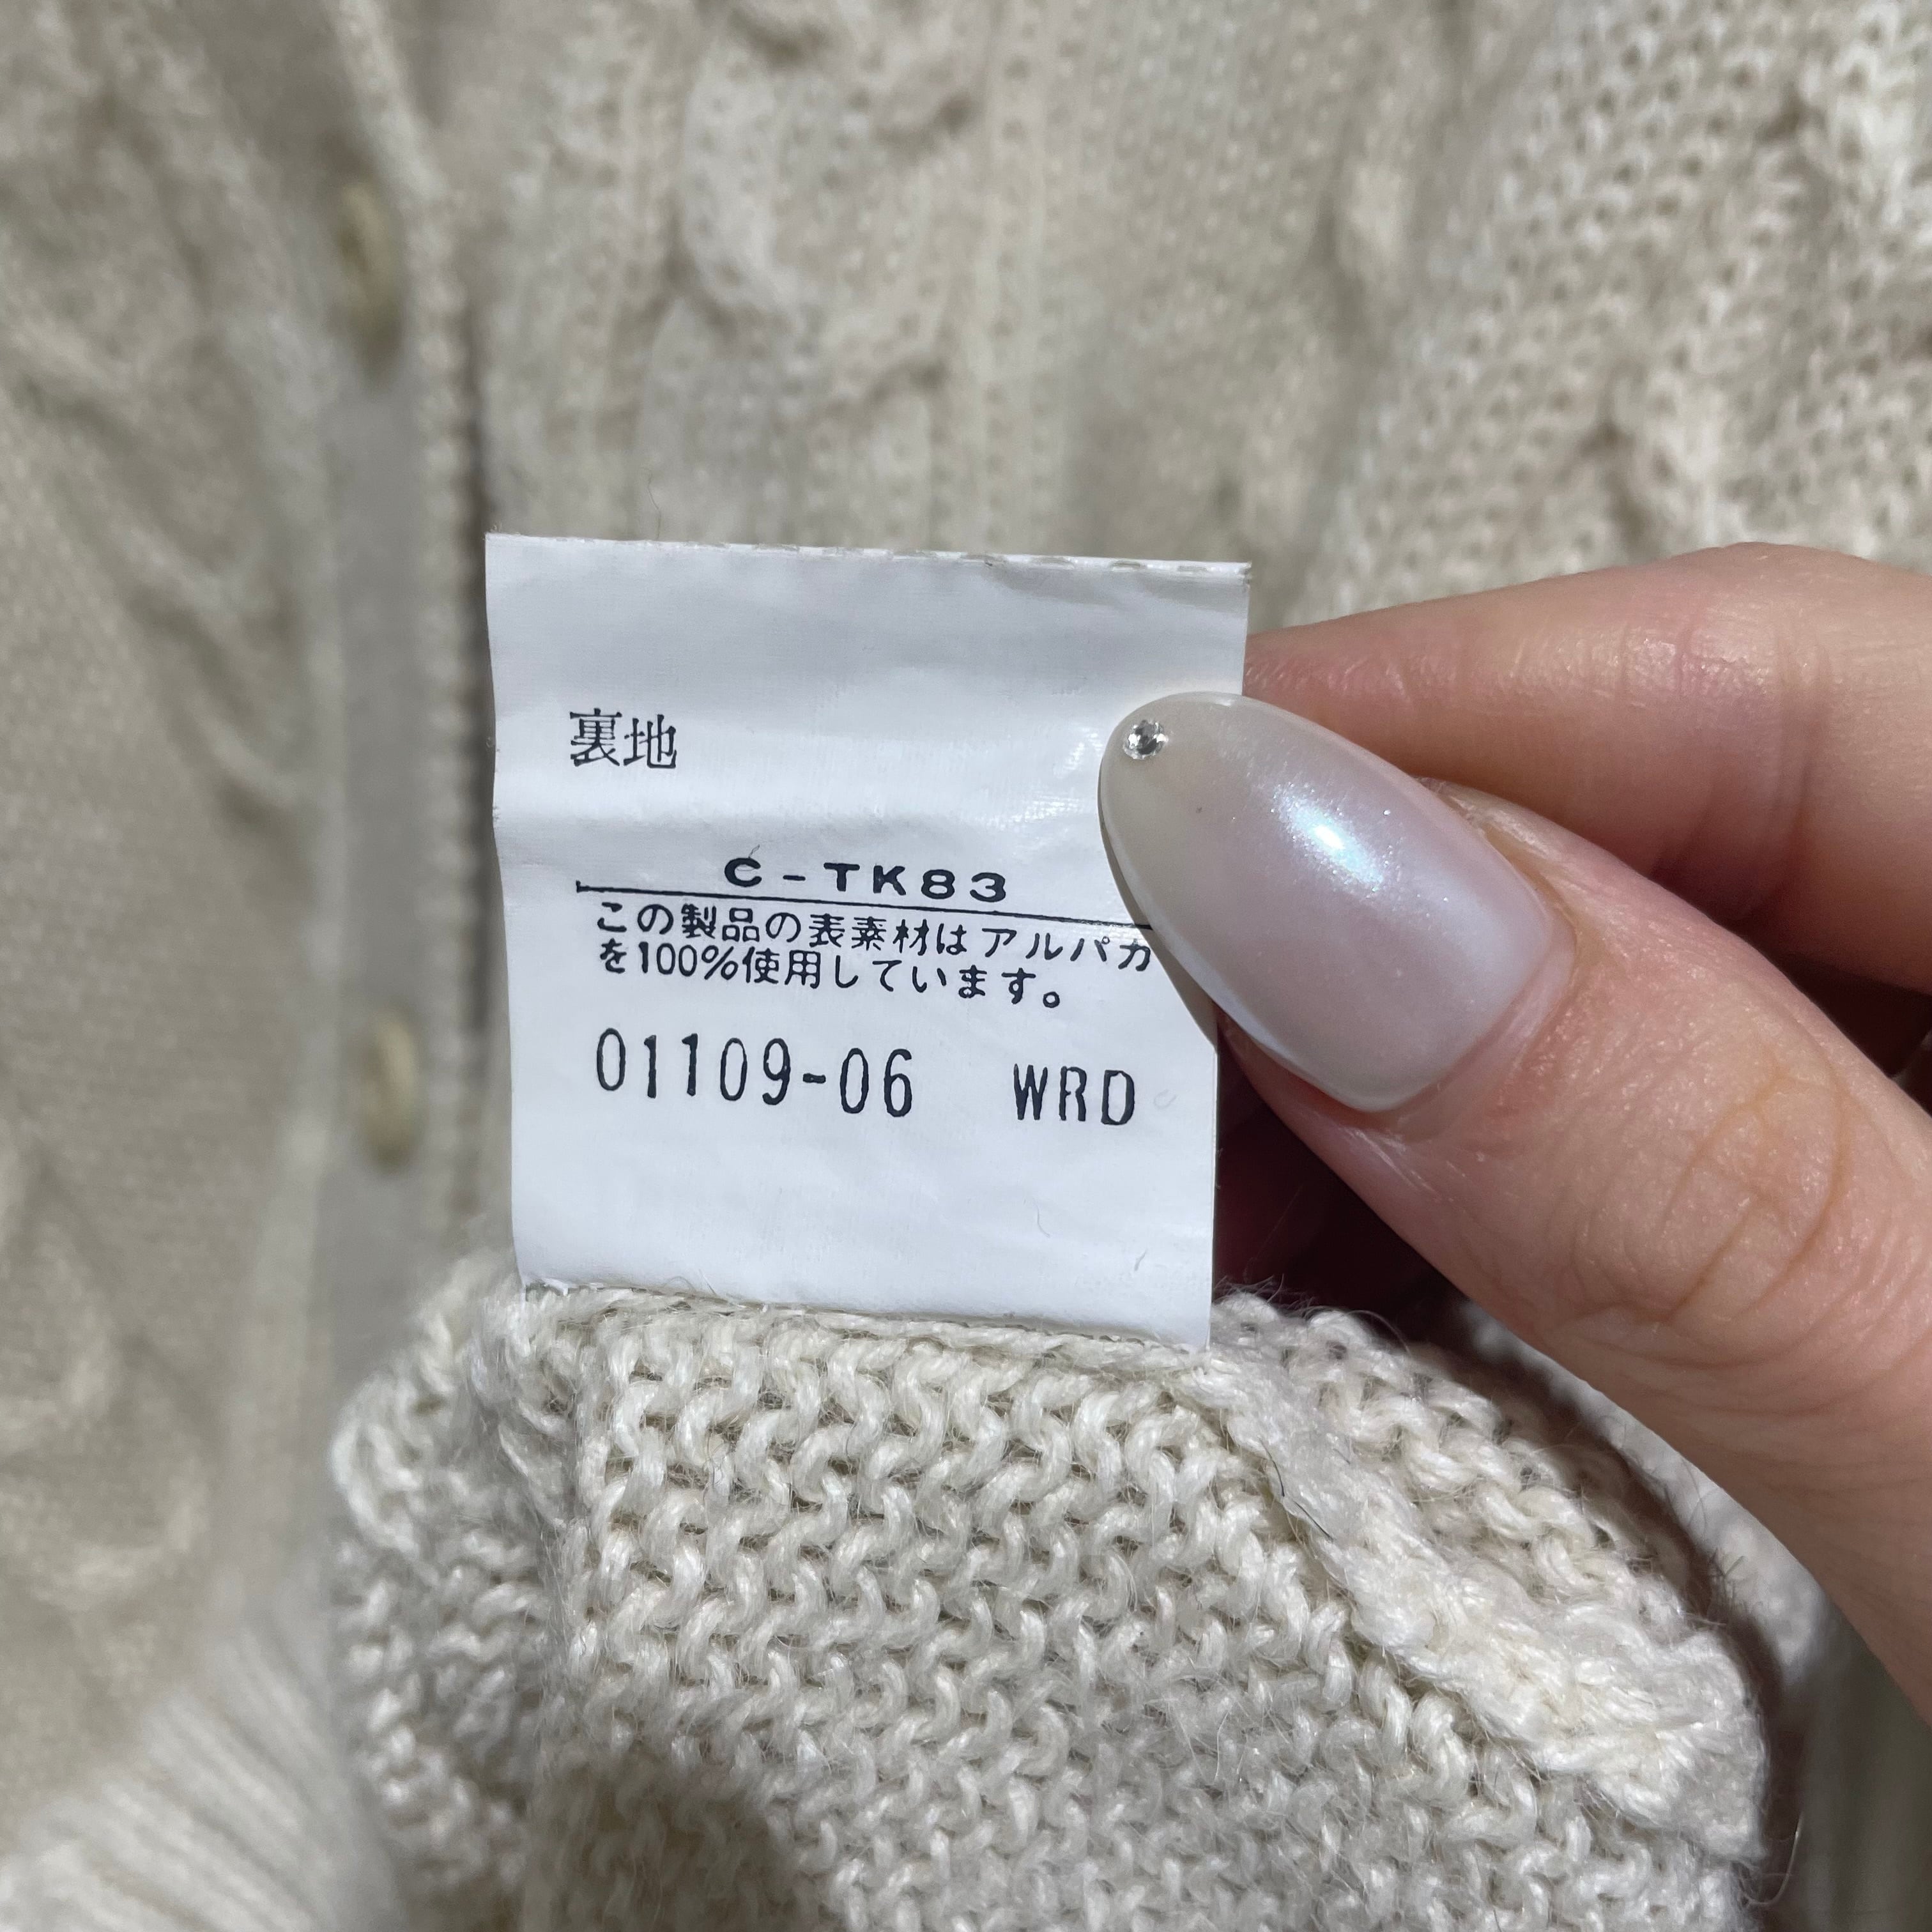 裏地
C-TK83
この製品の表素材はアルパカ
を100%使用しています。
01109-06 WRD